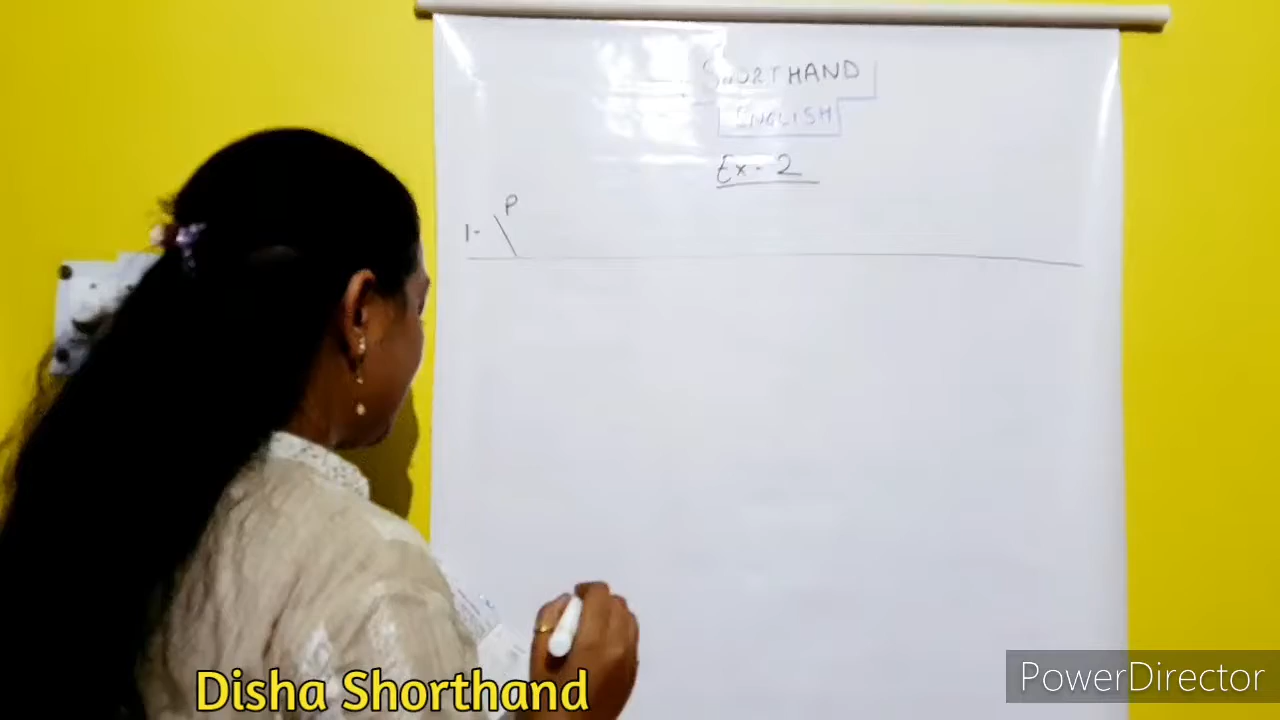 SHORTHAND
ENGLISH
Ex - 2
P
1- \
Disha Shorthand
PowerDirector